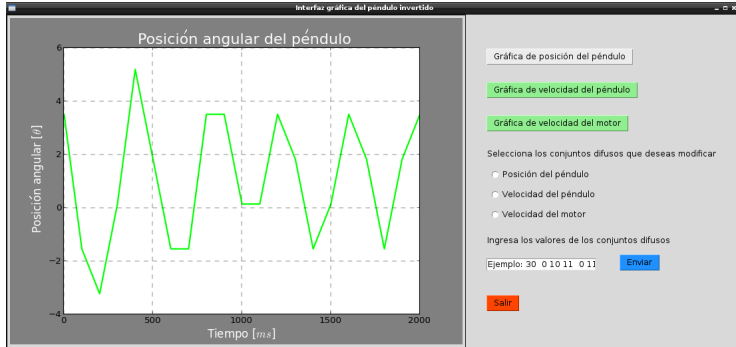 Interfaz gráfica del péndulo invertido
Posición angular del péndulo
Posición angular [θ]
6
4
2
0
−2
−4
0
500
1000
1500
2000
Tiempo [ms]
Gráfica de posición del péndulo
Gráfica de velocidad del péndulo
Gráfica de velocidad del motor
Selecciona los conjuntos difusos que deseas modificar
Posición del péndulo
Velocidad del péndulo
Velocidad del motor
Ingresa los valores de los conjuntos difusos
Ejemplo: 30 0 10 11 0 11
Enviar
Salir